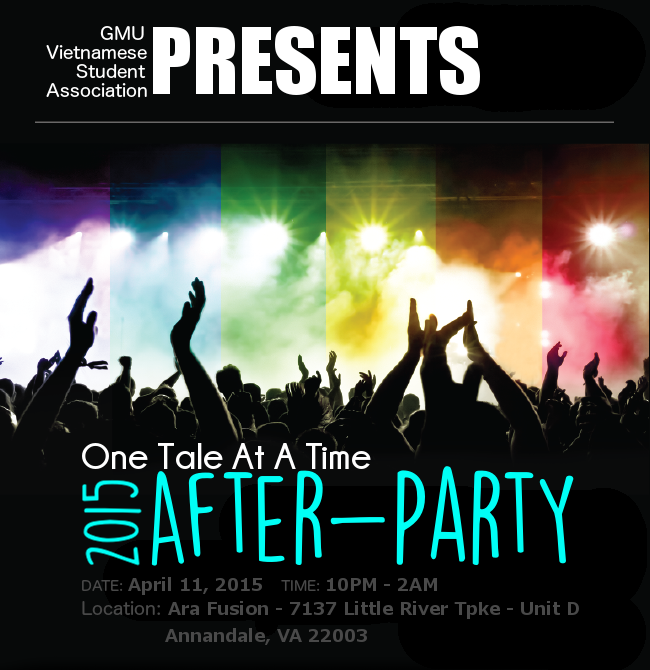 GMU
Vietnamese
Student
Association
PRESENTS
One Tale At A Time
2015
AFTER-PARTY
DATE: April 11, 2015 TIME: 10PM - 2AM
Location: Ara Fusion - 7137 Little River Tpke - Unit D
Annandale, VA 22003